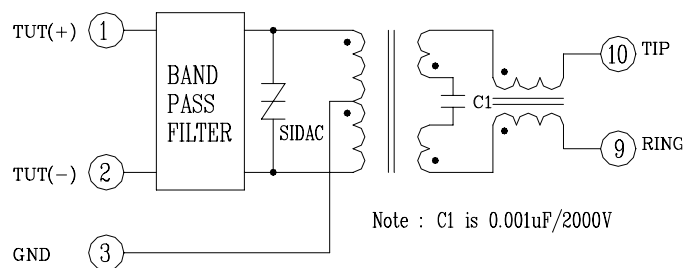 TUT(+) 1
10 TIP
BAND
PASS
FILTER
C1
SIDAC
9 RING
TUT(-) 2
Note : C1 is 0.001uF/2000V
GND 3